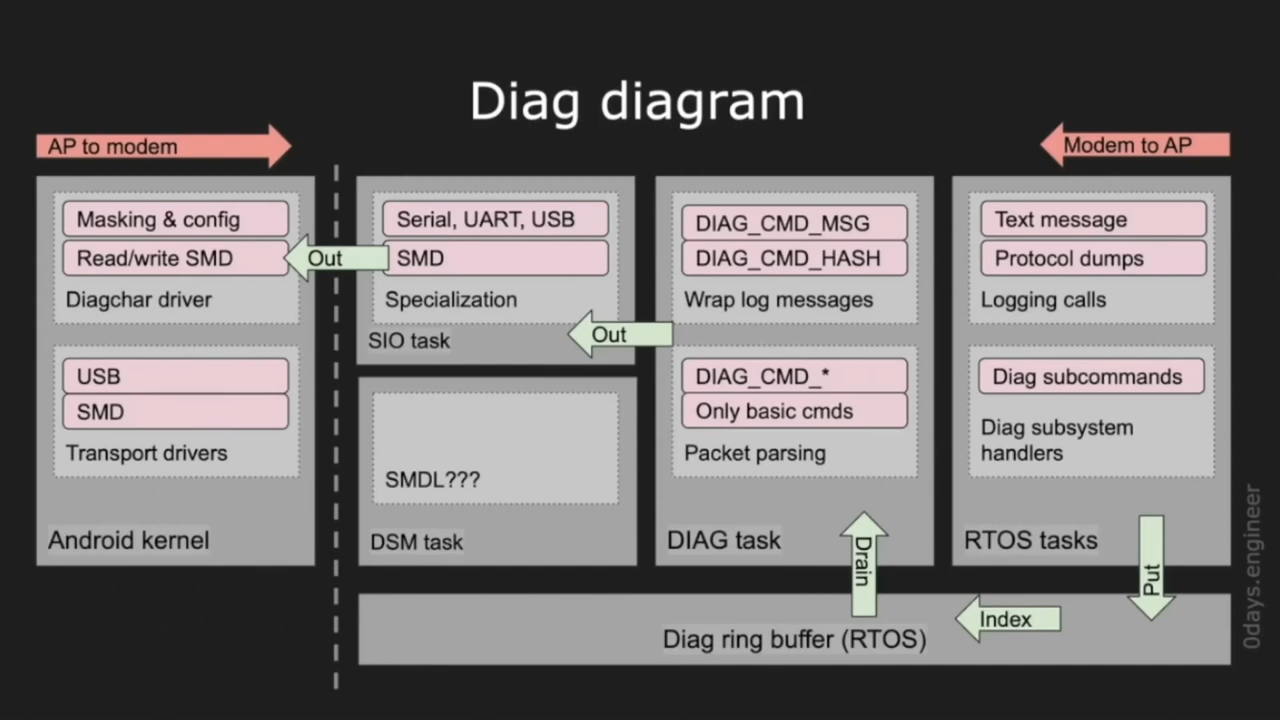 Diag diagram
AP to modem
Modem to AP
Masking & config
Read/write SMD
Diagchar driver
USB
SMD
Transport drivers
Android kernel
Out
Serial, UART, USB
SMD
Specialization
SIO task
Out
SMDL???
DSM task
DIAG_CMD_MSG
DIAG_CMD_HASH
Wrap log messages
DIAG_CMD_*
Only basic cmds
Packet parsing
DIAG task
Drain
Text message
Protocol dumps
Logging calls
Diag subcommands
Diag subsystem
handlers
RTOS tasks
Put
Index
Diag ring buffer (RTOS)
0days.engineer